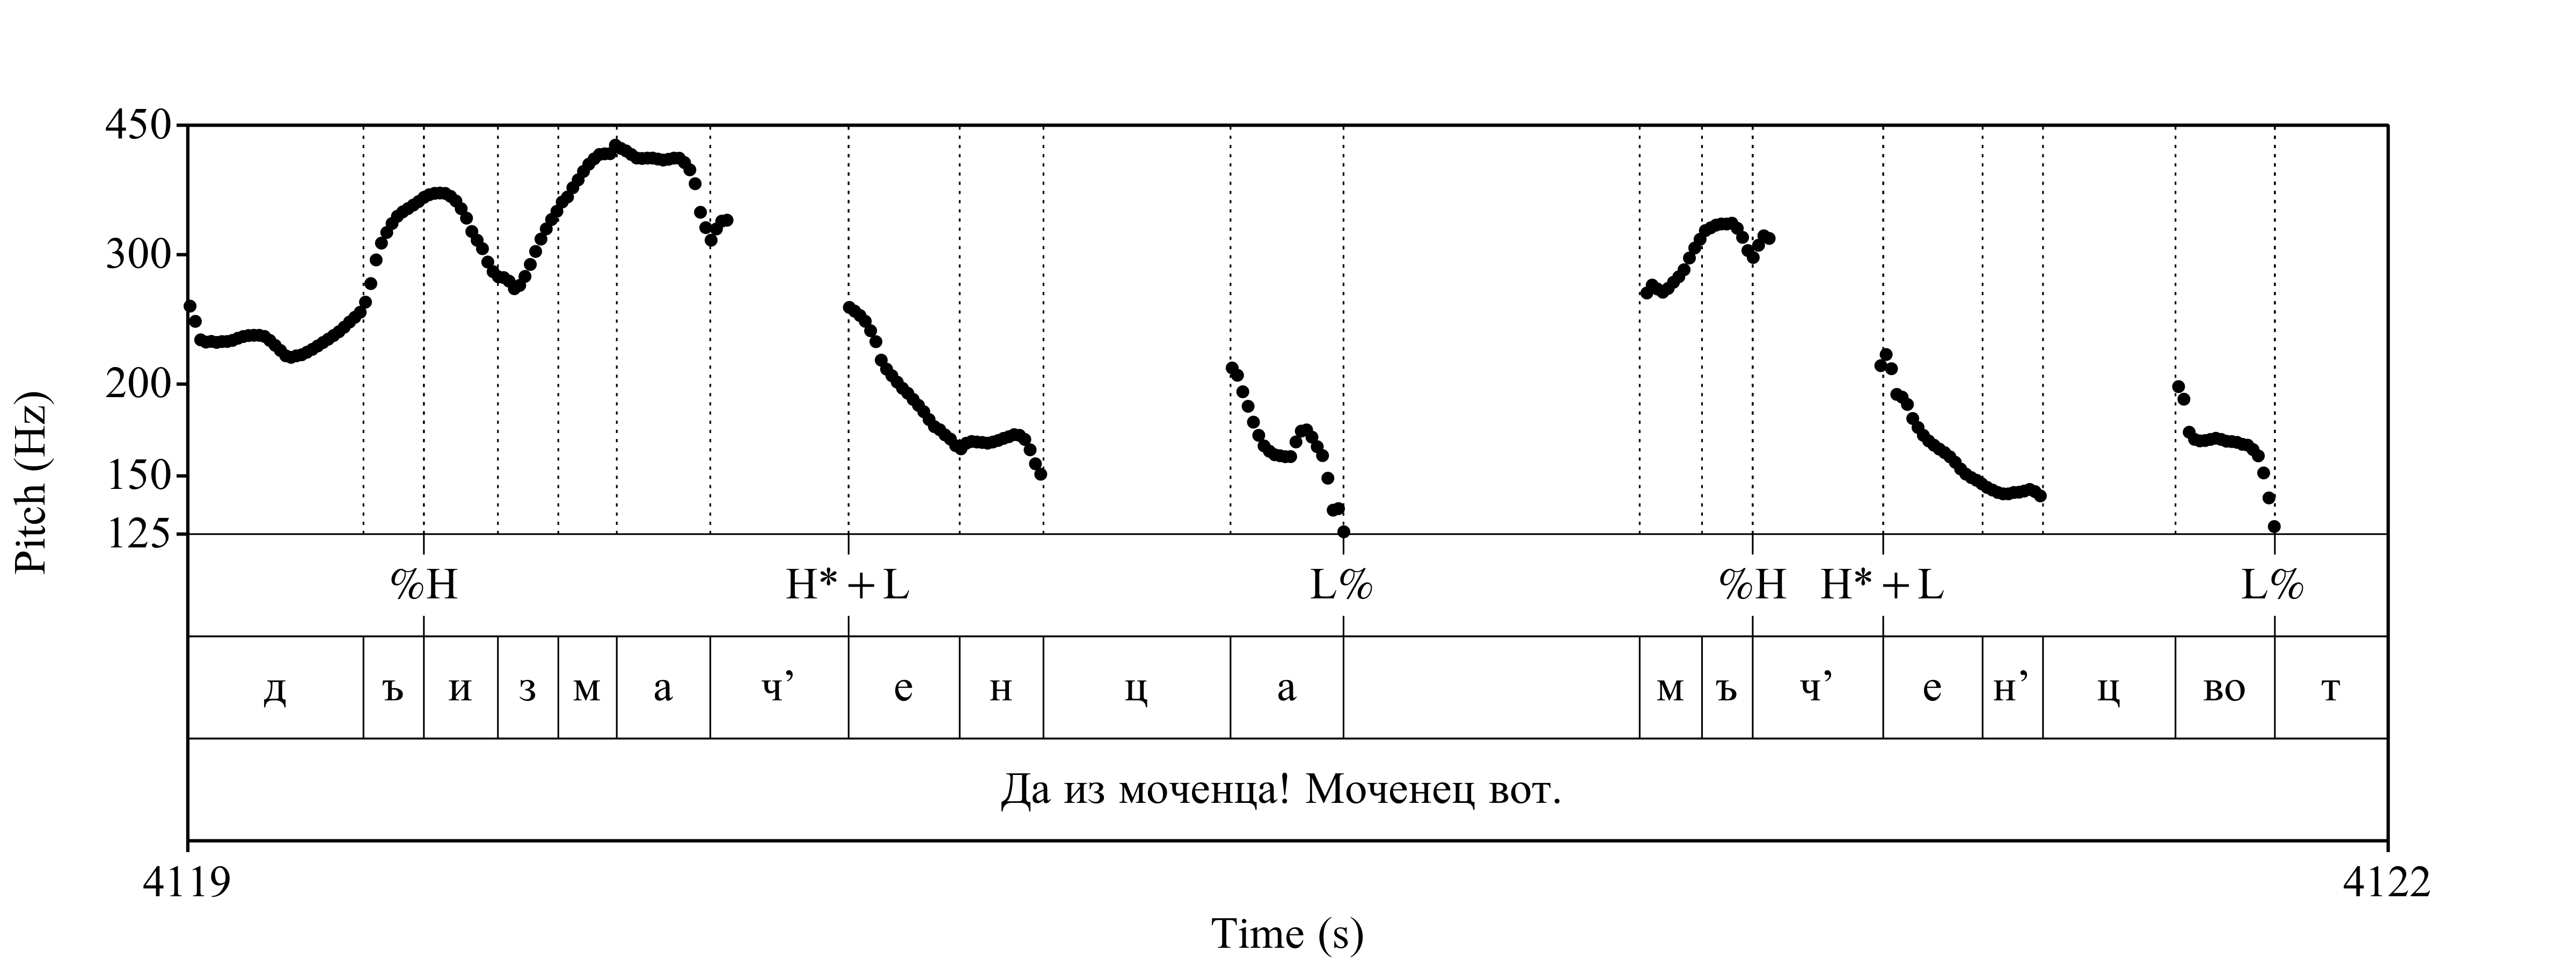 450
300
200
150
125
Pitch (Hz)
%H H* + L L% %H H* + L L%
д ъ и з м а ч’ е н ц а м ъ ч’ е н’ ц во т
Да из моченца! Моченец вот.
4119 4122
Time (s)